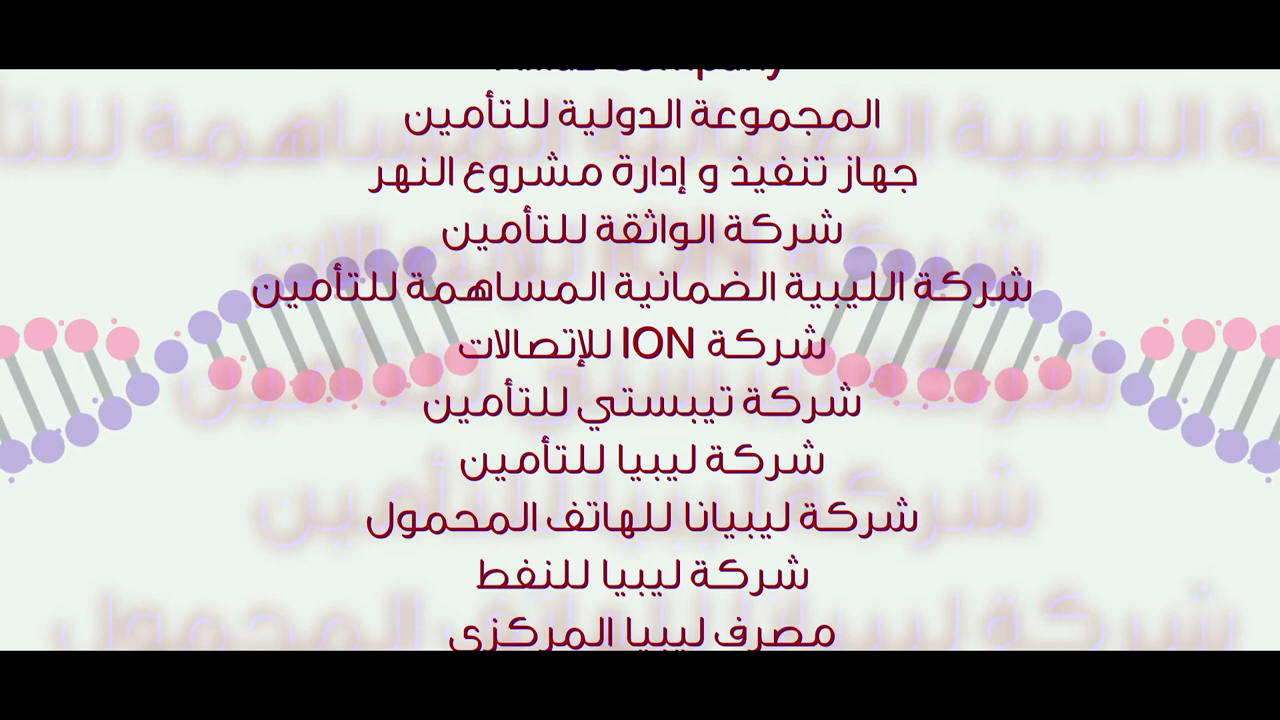 Company
المجموعة الدولية للتأمين
جهاز تنفيذ و إدارة مشروع النهر
شركة الواثقة للتأمين
شركة الليبية الضمانية المساهمة للتأمين
شركة ION للإتصالات
شركة تيبستي للتأمين
شركة ليبيا للتأمين
شركة ليبيانا للهاتف المحمول
شركة ليبيا للنفط
مصرف ليبيا المركزي